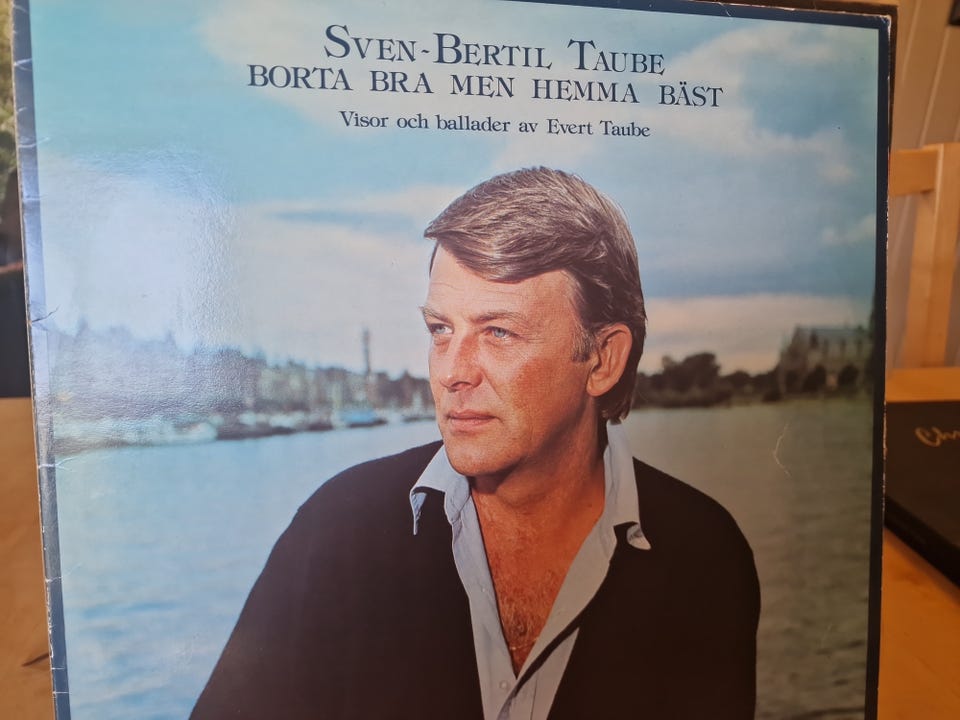 SVEN-BERTIL TAUBE
BORTA BRA MEN HEMMA BÄST
Visor och ballader av Evert Taube